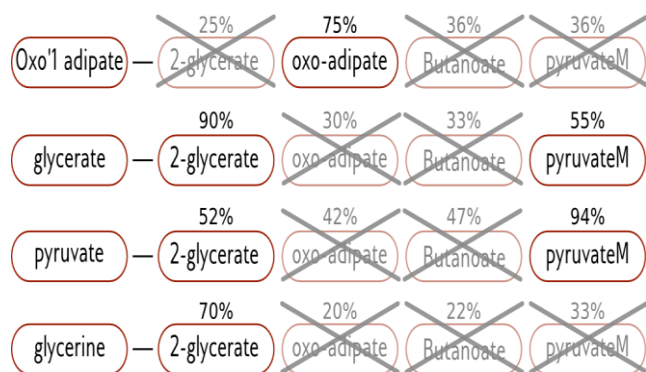 25% 75% 36% 36%
Oxo'1 adipate — 2-glycerate oxo-adipate Butanoate pyruvateM
90% 30% 33% 55%
glycerate — 2-glycerate oxo-adipate Butanoate pyruvateM
52% 42% 47% 94%
pyruvate — 2-glycerate oxo-adipate Butanoate pyruvateM
70% 20% 22% 33%
glycerine — 2-glycerate oxo-adipate Butanoate pyruvateM